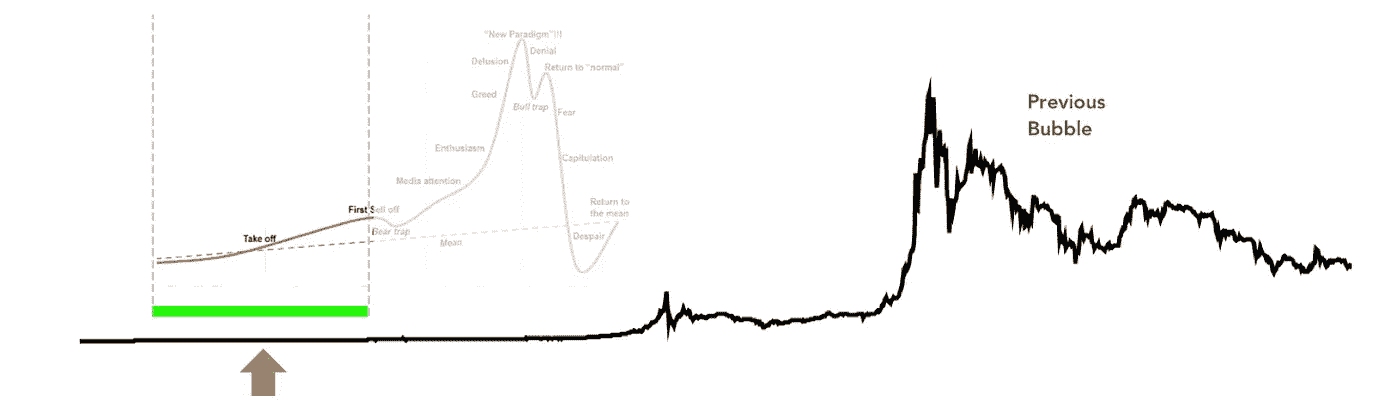 "New Paradigm"!!!
Denial
Delusion
Return to "normal"
Greed
Bull trap
Fear
Previous
Bubble
Enthusiasm
Capitulation
Media attention
Return to
the mean
First Sell off
Bear trap
Take off
Mean
Despair